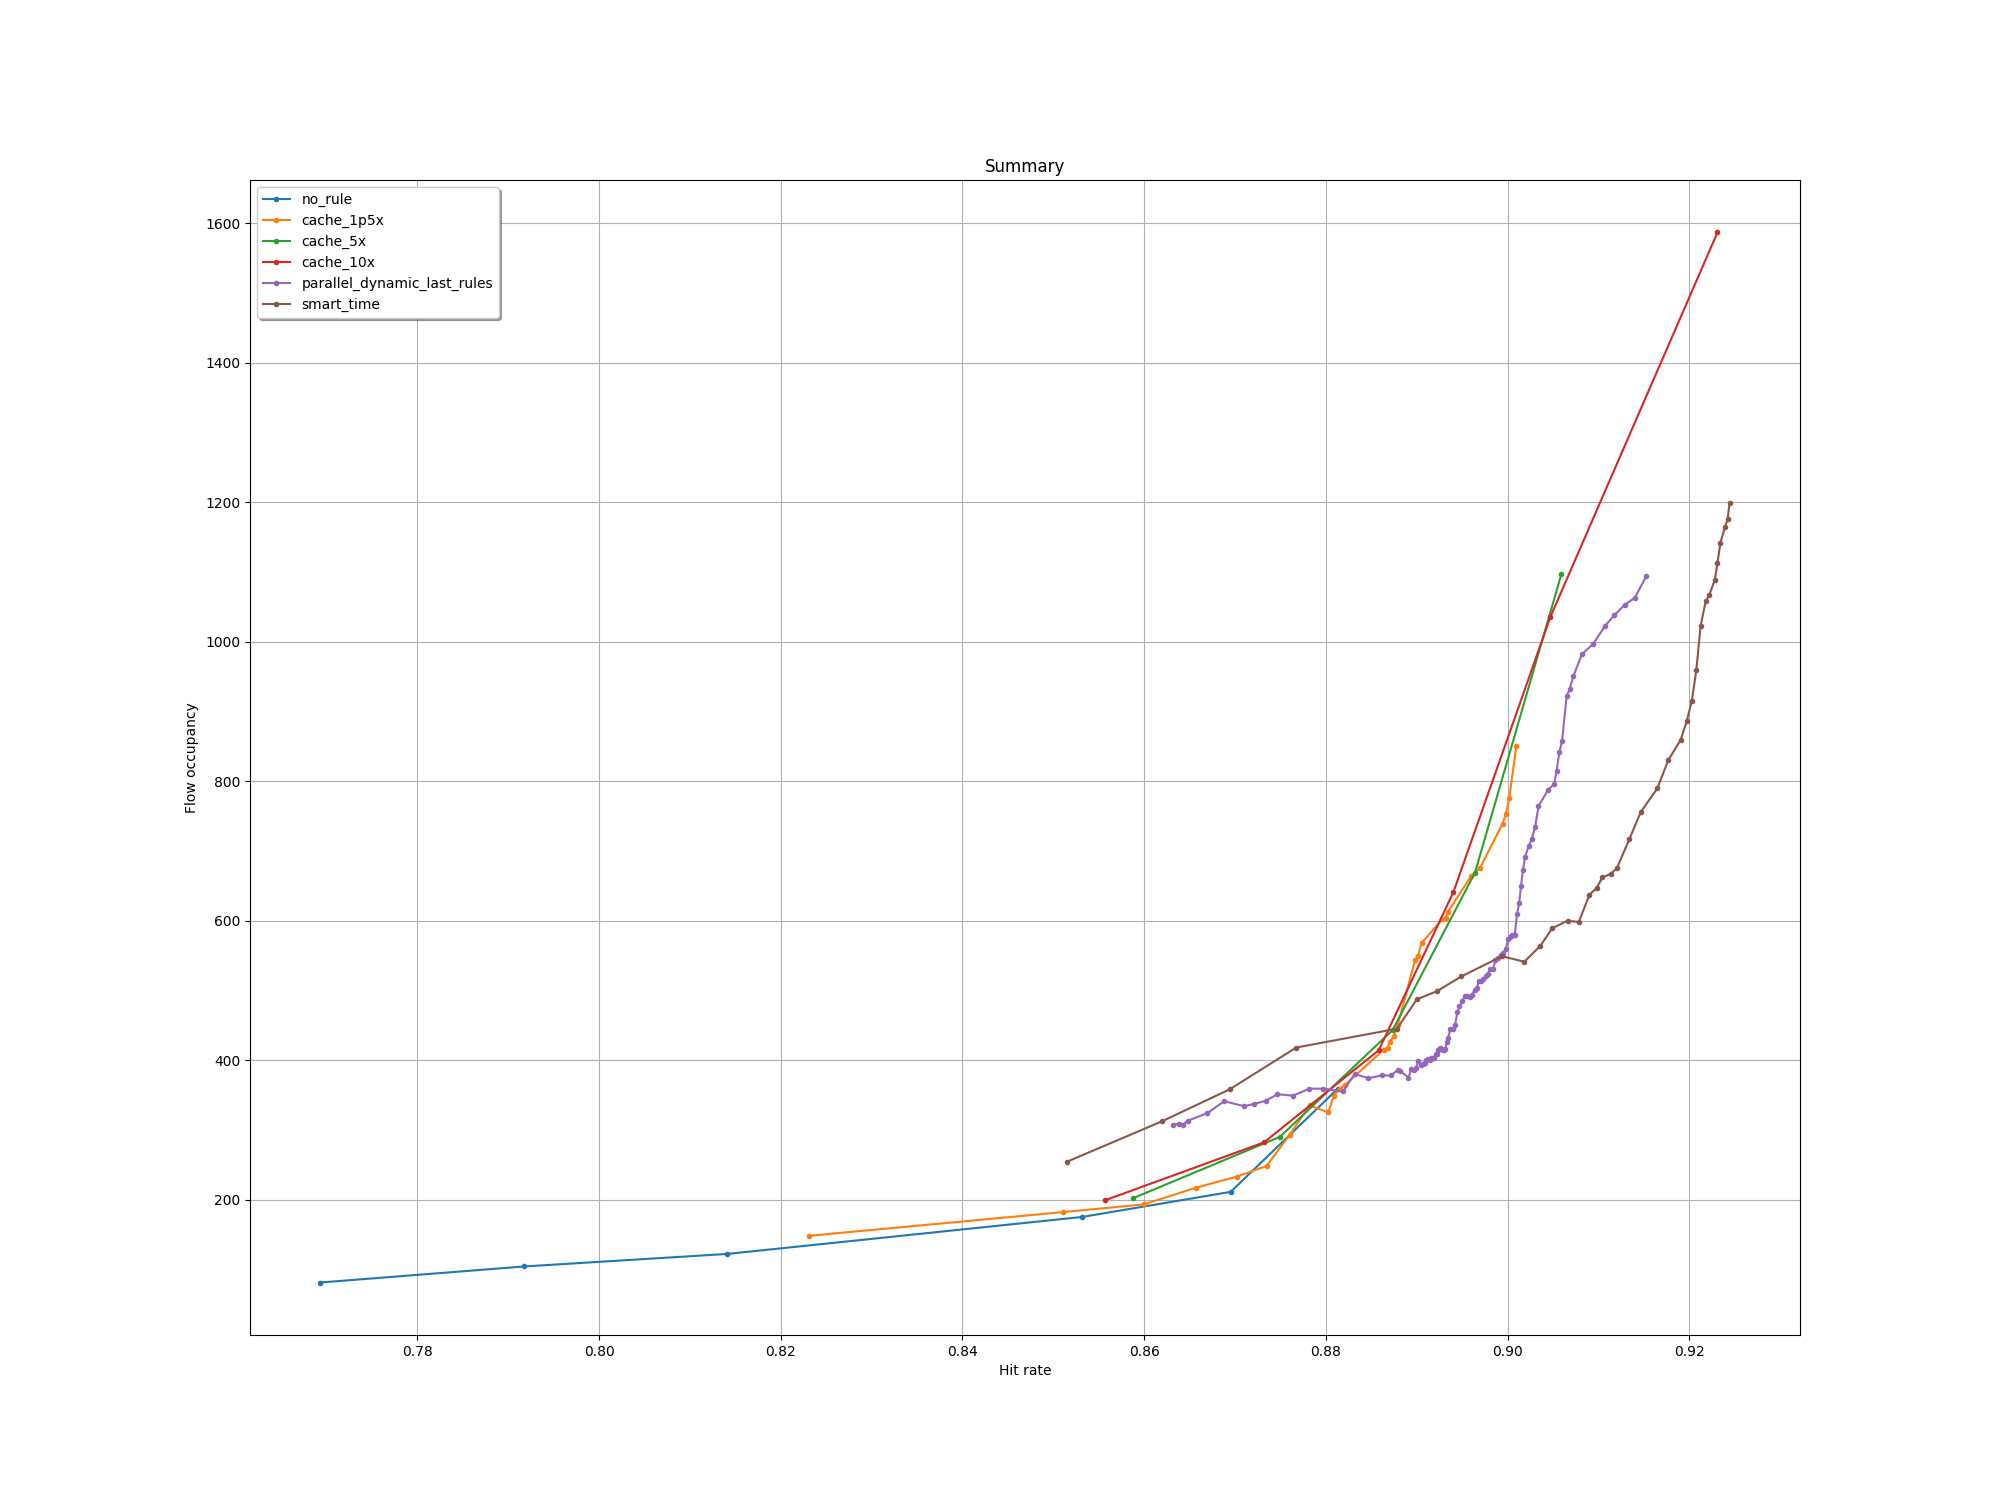 Summary
no_rule
cache_1p5x
cache_5x
cache_10x
parallel_dynamic_last_rules
smart_time
1600
1400
1200
1000
800
600
400
200
Flow occupancy
0.78 0.80 0.82 0.84 0.86 0.88 0.90 0.92
Hit rate